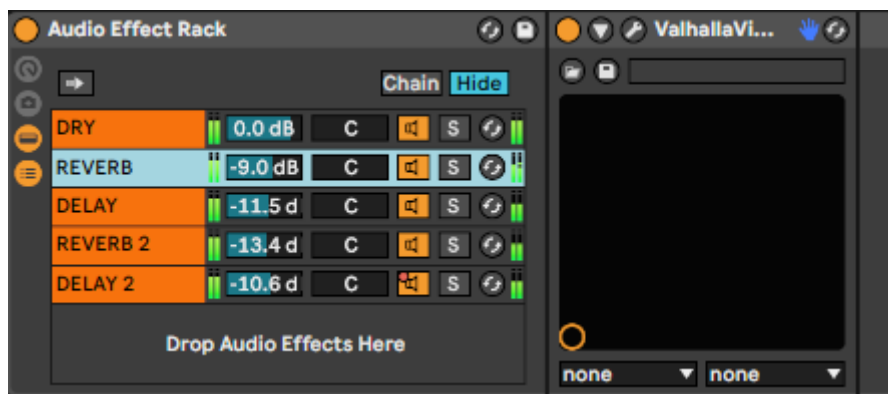 Audio Effect Rack
ValhallaVi...
Chain Hide
DRY 0.0 dB C S
REVERB -9.0 dB C S
DELAY -11.5 d C S
REVERB 2 -13.4 d C S
DELAY 2 -10.6 d C S
Drop Audio Effects Here
none none